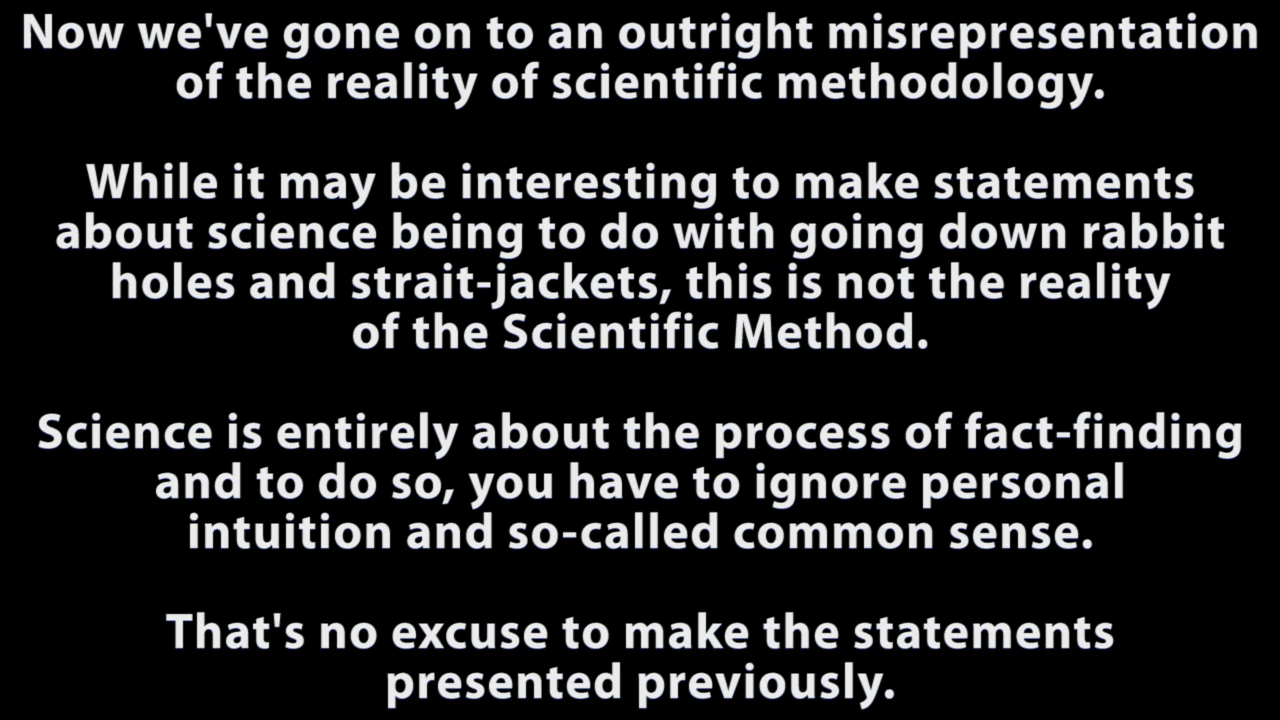 Now we've gone on to an outright misrepresentation
of the reality of scientific methodology.
While it may be interesting to make statements
about science being to do with going down rabbit
holes and strait-jackets, this is not the reality
of the Scientific Method.
Science is entirely about the process of fact-finding
and to do so, you have to ignore personal
intuition and so-called common sense.
That's no excuse to make the statements
presented previously.